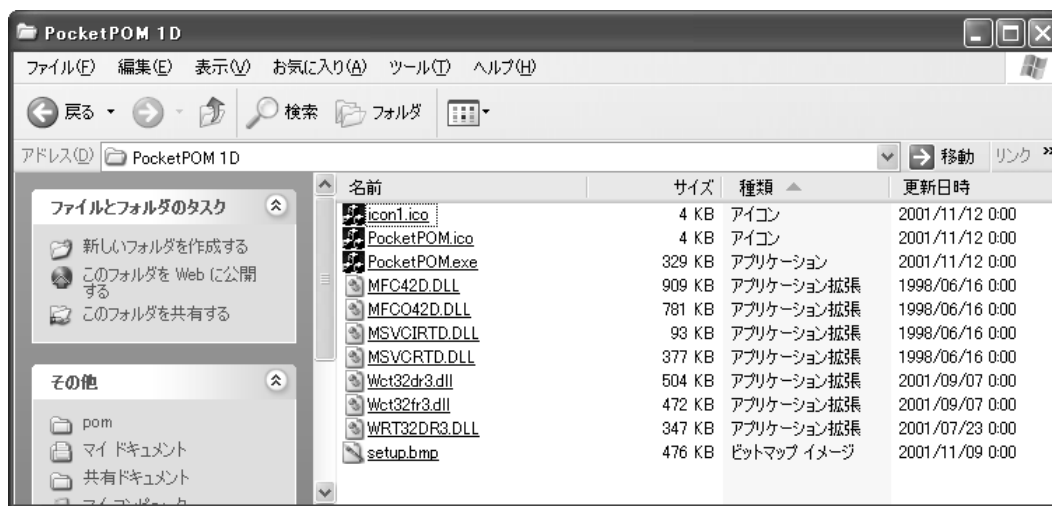 PocketPOM 1D
ファイル(F) 編集(E) 表示(V) お気に入り(A) ツール(T) ヘルプ(H)
戻る 検索 フォルダ
アドレス(D) PocketPOM 1D 移動 リンク »
ファイルとフォルダのタスク
新しいフォルダを作成する
このフォルダを Web に公開
する
このフォルダを共有する
その他
pom
マイ ドキュメント
共有ドキュメント
マイ コンピュータ
名前 サイズ 種類 更新日時
icon1.ico 4 KB アイコン 2001/11/12 0:00
PocketPOM.ico 4 KB アイコン 2001/11/12 0:00
PocketPOM.exe 329 KB アプリケーション 2001/11/12 0:00
MFC42D.DLL 909 KB アプリケーション拡張 1998/06/16 0:00
MFCO42D.DLL 781 KB アプリケーション拡張 1998/06/16 0:00
MSVCIRTD.DLL 93 KB アプリケーション拡張 1998/06/16 0:00
MSVCRTD.DLL 377 KB アプリケーション拡張 1998/06/16 0:00
Wct32dr3.dll 504 KB アプリケーション拡張 2001/09/07 0:00
Wct32fr3.dll 472 KB アプリケーション拡張 2001/09/07 0:00
WRT32DR3.DLL 347 KB アプリケーション拡張 2001/07/23 0:00
setup.bmp 476 KB ビットマップ イメージ 2001/11/09 0:00